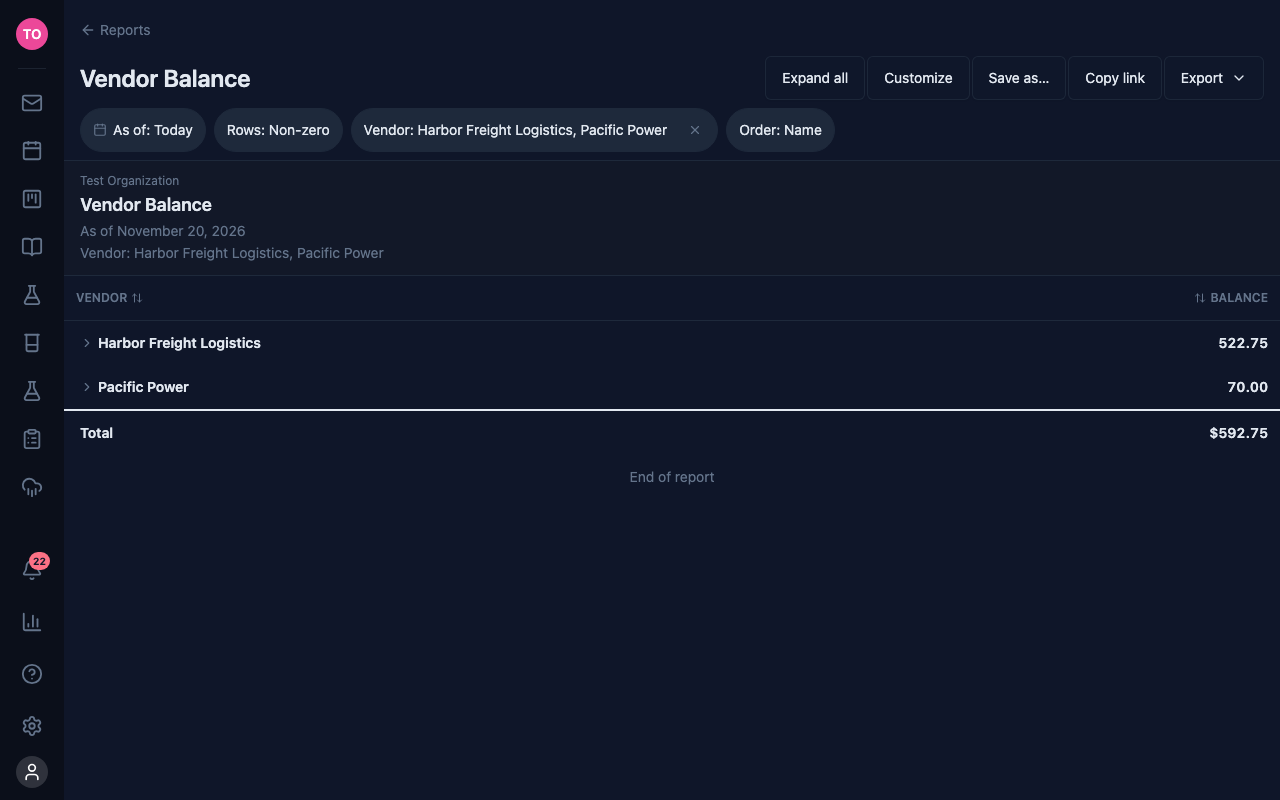 TO
← Reports
Vendor Balance
Expand all
Customize
Save as...
Copy link
Export
As of: Today
Rows: Non-zero
Vendor: Harbor Freight Logistics, Pacific Power
Order: Name
Test Organization
Vendor Balance
As of November 20, 2026
Vendor: Harbor Freight Logistics, Pacific Power
VENDOR
BALANCE
Harbor Freight Logistics 522.75
Pacific Power 70.00
Total $592.75
End of report
22